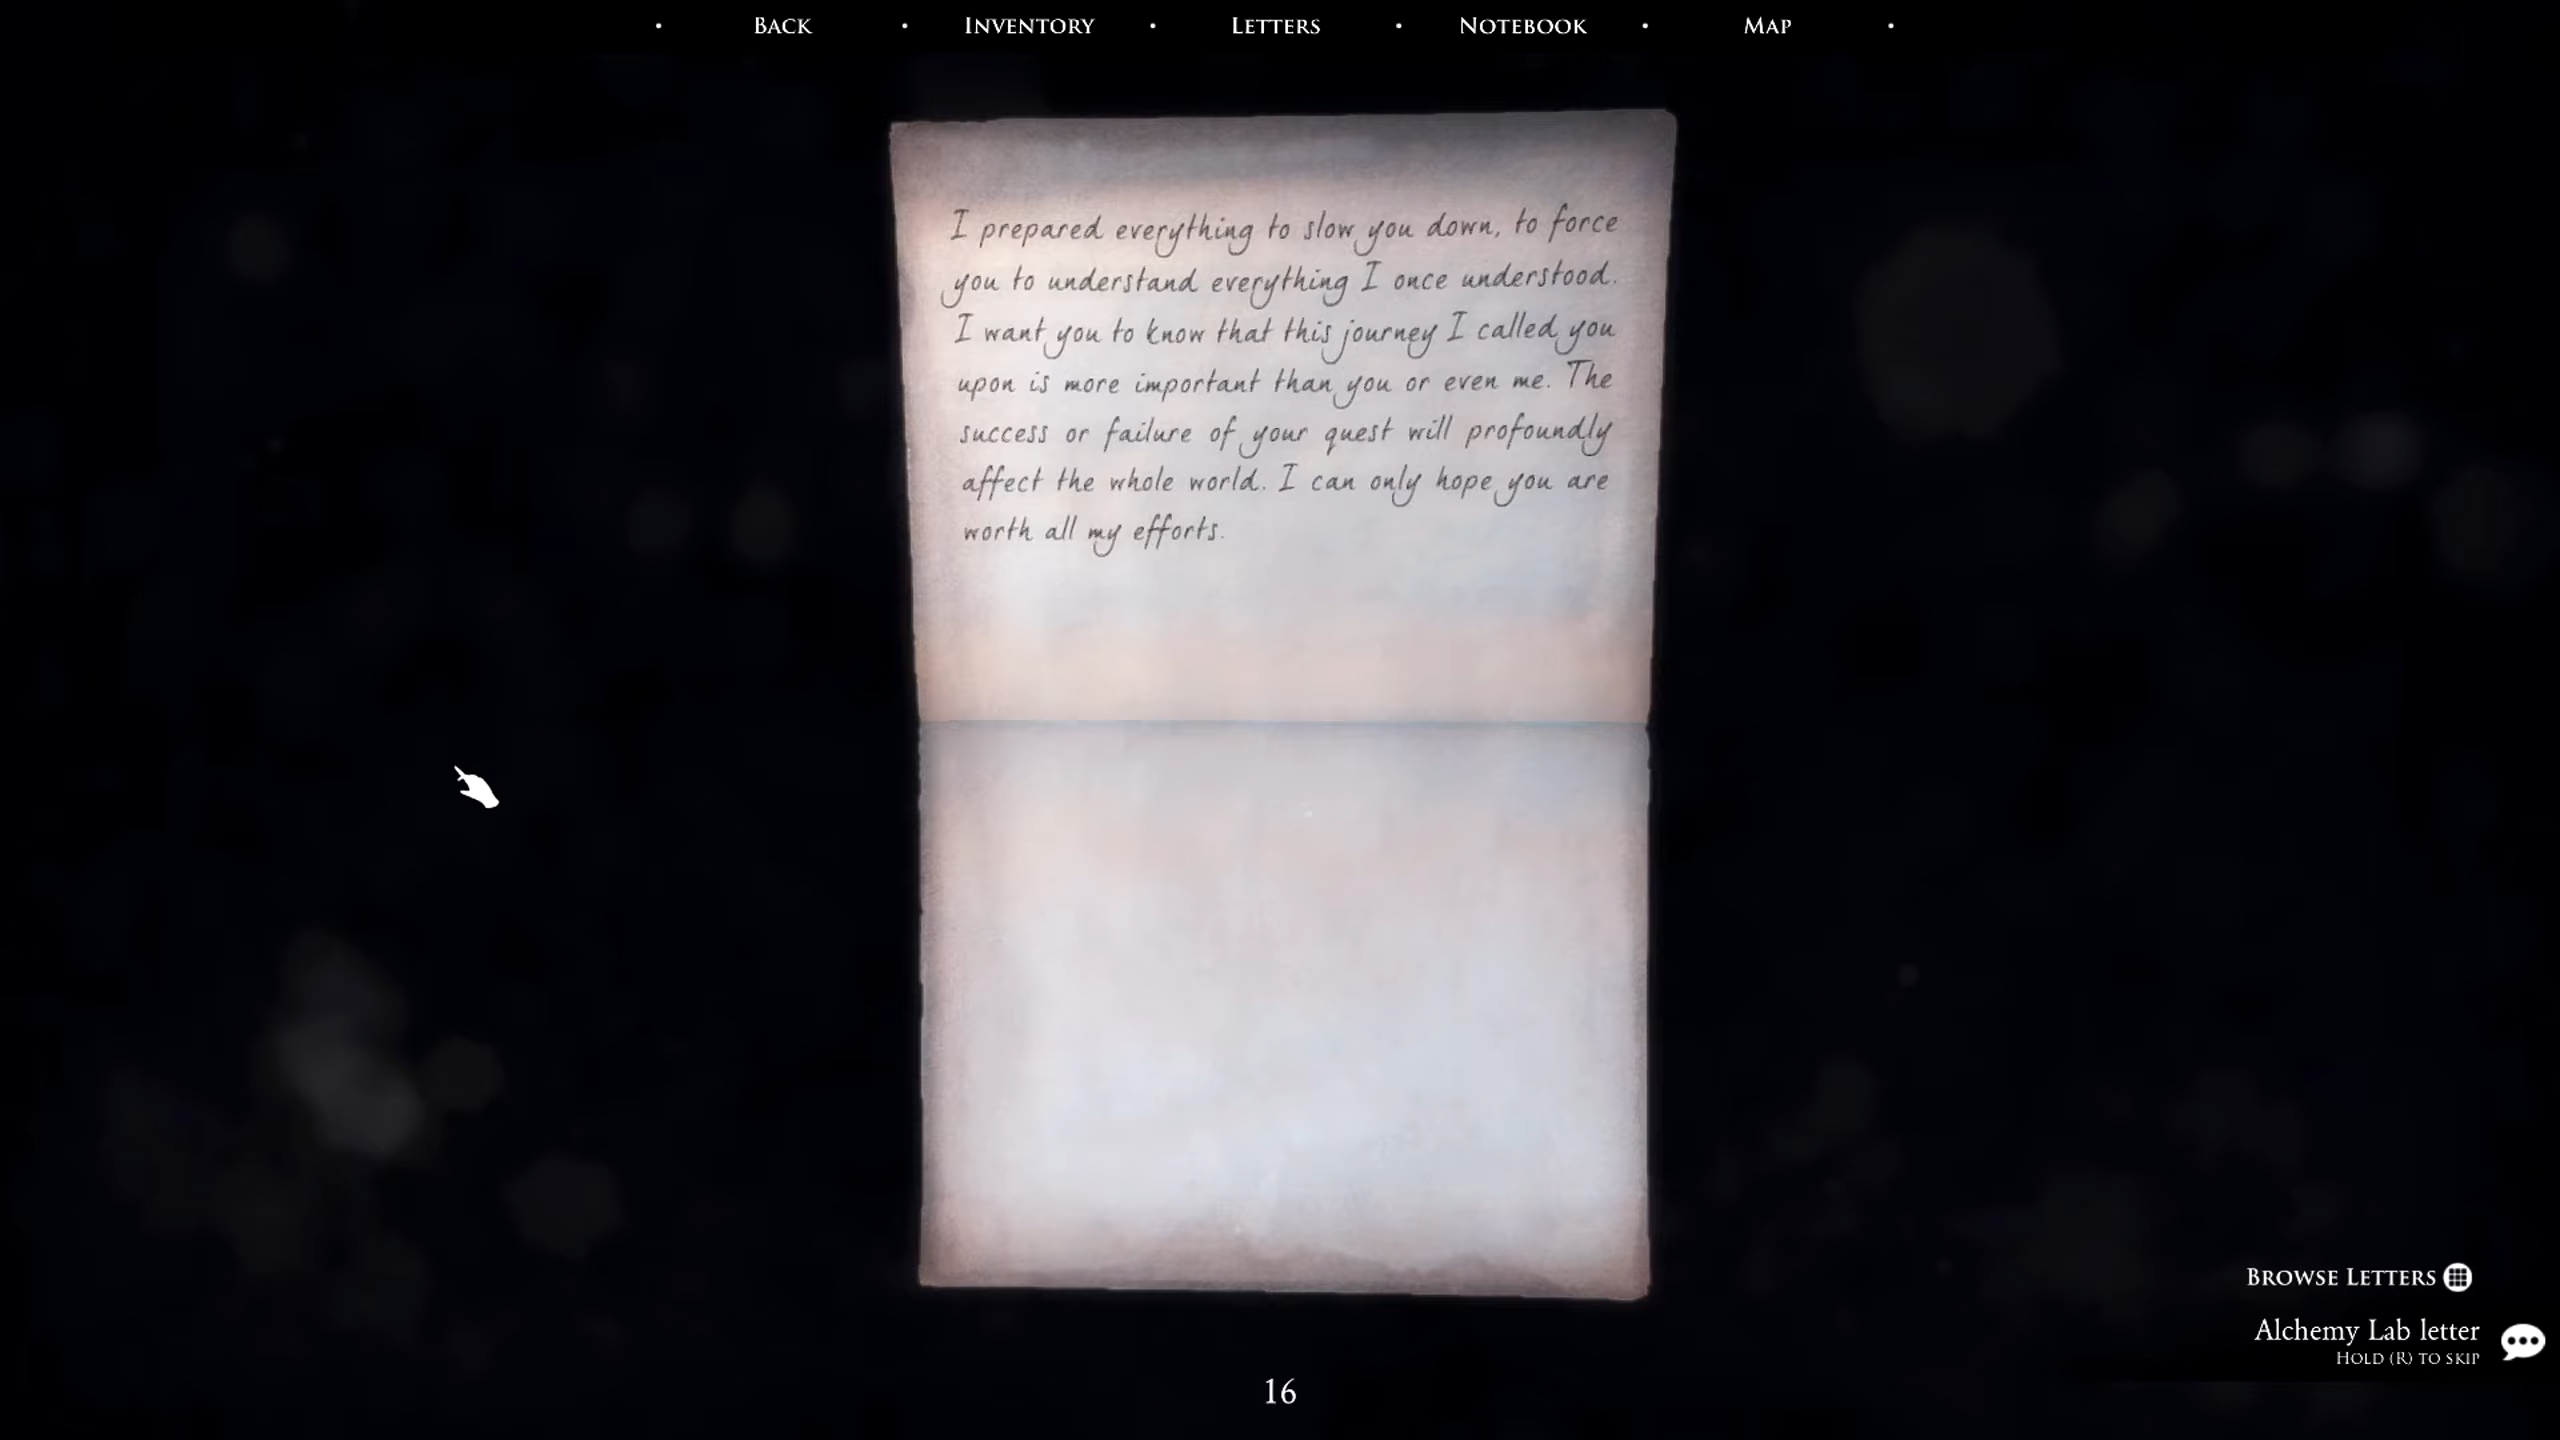 BACK
INVENTORY
LETTERS
NOTEBOOK
MAP
I prepared everything to slow you down, to force
you to understand everything I once understood.
I want you to know that this journey I called you
upon is more important than you or even me. The
success or failure of your quest will profoundly
affect the whole world. I can only hope you are
worth all my efforts.
BROWSE LETTERS
Alchemy Lab letter
HOLD (R) TO SKIP
16